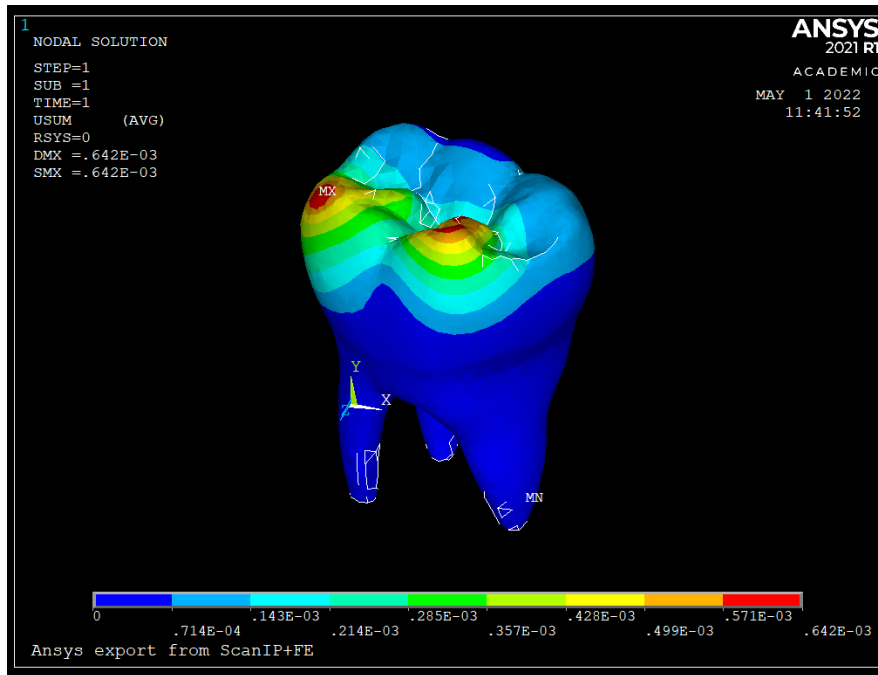 1
NODAL SOLUTION
STEP=1
SUB =1
TIME=1
USUM (AVG)
RSYS=0
DMX =.642E-03
SMX =.642E-03
ANSYS
2021 R1
ACADEMIC
MAY 1 2022
11:41:52
MX
Y
X
Z
MN
0 .143E-03 .285E-03 .428E-03 .571E-03
.714E-04 .214E-03 .357E-03 .499E-03 .642E-03
Ansys export from ScanIP+FE